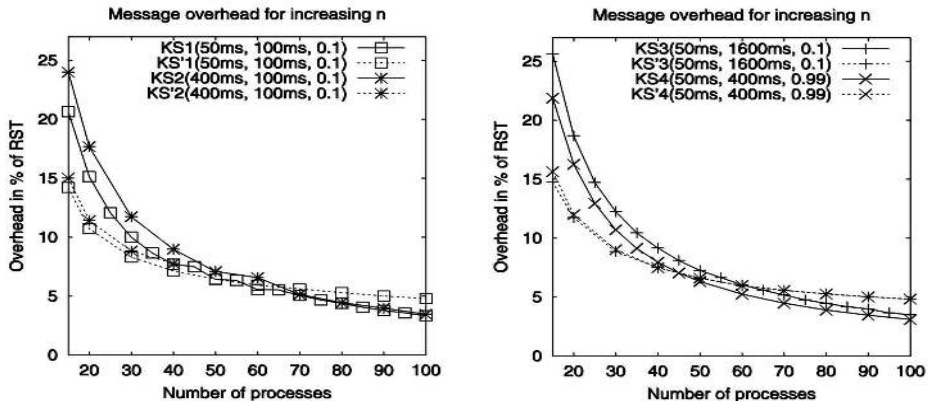 Message overhead for increasing n
KS1(50ms, 100ms, 0.1)
KS'1(50ms, 100ms, 0.1)
KS2(400ms, 100ms, 0.1)
KS'2(400ms, 100ms, 0.1)
Overhead in % of RST
25
20
15
10
5
0
20 30 40 50 60 70 80 90 100
Number of processes
Message overhead for increasing n
KS3(50ms, 1600ms, 0.1)
KS'3(50ms, 1600ms, 0.1)
KS4(50ms, 400ms, 0.99)
KS'4(50ms, 400ms, 0.99)
Overhead in % of RST
25
20
15
10
5
0
20 30 40 50 60 70 80 90 100
Number of processes